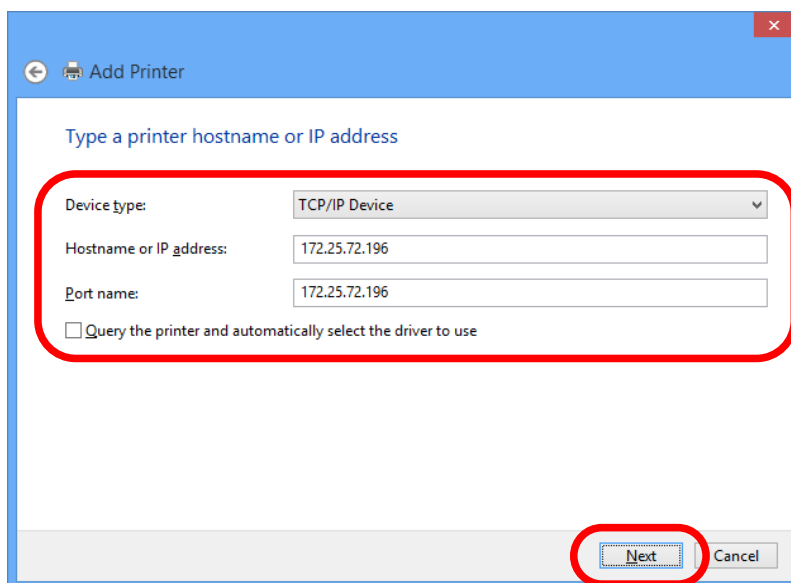 Add Printer
Type a printer hostname or IP address
Device type: TCP/IP Device
Hostname or IP address: 172.25.72.196
Port name: 172.25.72.196
Query the printer and automatically select the driver to use
Next Cancel